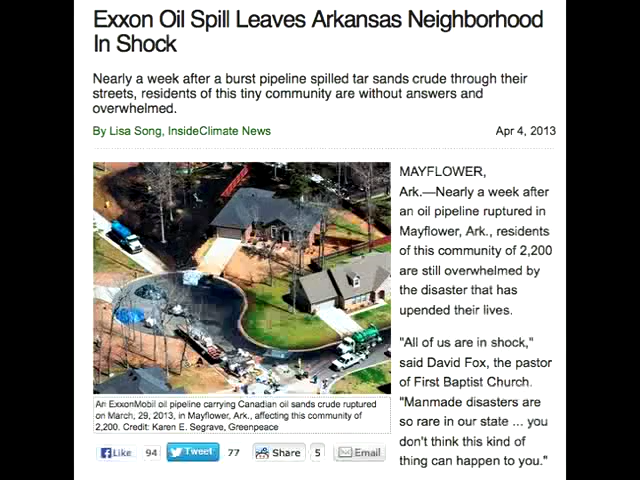 Exxon Oil Spill Leaves Arkansas Neighborhood
In Shock
Nearly a week after a burst pipeline spilled tar sands crude through their
streets, residents of this tiny community are without answers and
overwhelmed.
By Lisa Song, InsideClimate News
Apr 4, 2013
MAYFLOWER,
Ark.—Nearly a week after
an oil pipeline ruptured in
Mayflower, Ark., residents
of this community of 2,200
are still overwhelmed by
the disaster that has
upended their lives.
"All of us are in shock,"
said David Fox, the pastor
of First Baptist Church.
"Manmade disasters are
so rare in our state ... you
don't think this kind of
thing can happen to you."
An ExxonMobil oil pipeline carrying Canadian oil sands crude ruptured
on March, 29, 2013, in Mayflower, Ark., affecting this community of
2,200. Credit: Karen E. Segrave, Greenpeace
Like 94 Tweet 77 Share 5 Email